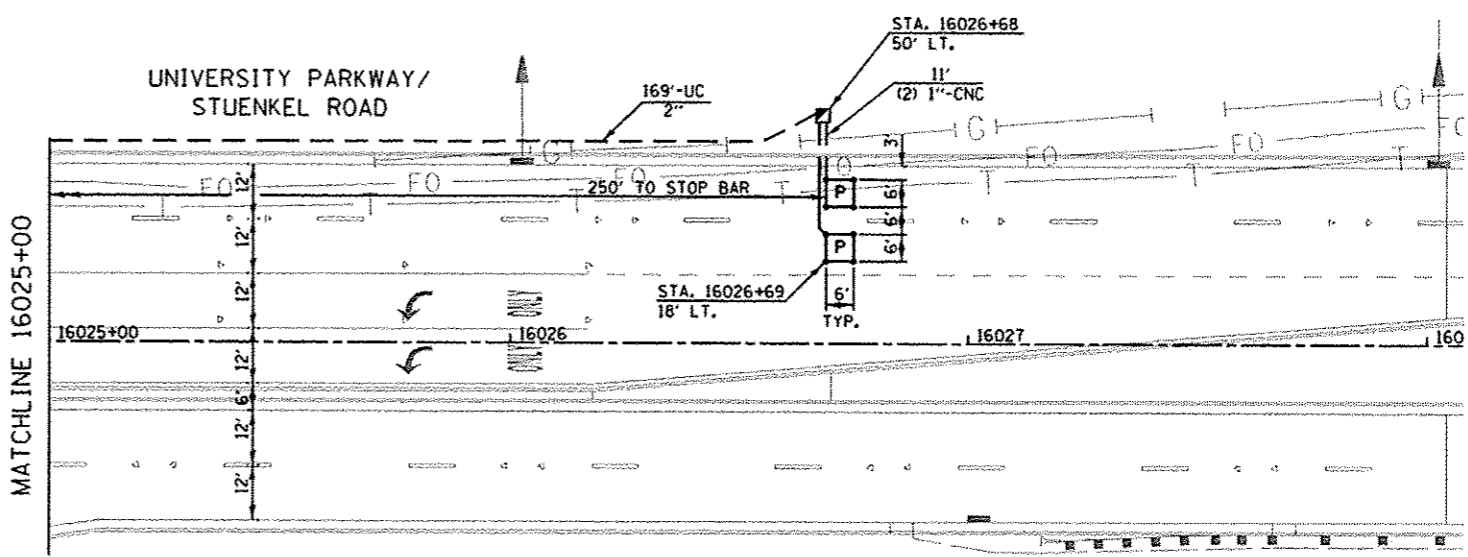 STA. 16026+68
50' LT.
UNIVERSITY PARKWAY/
STUENKEL ROAD
169'-UC
2"
11'
(2) 1"-CNC
G
G
G
3'
FO
FO
FO
FO
FO
T
T
T
T
12'
250' TO STOP BAR
P
6'
6'
P
6'
12'
12'
STA. 16026+69
18' LT.
6'
TYP.
MATCHLINE 16025+00
16025+00
16026
16027
12'
6'
12'
12'